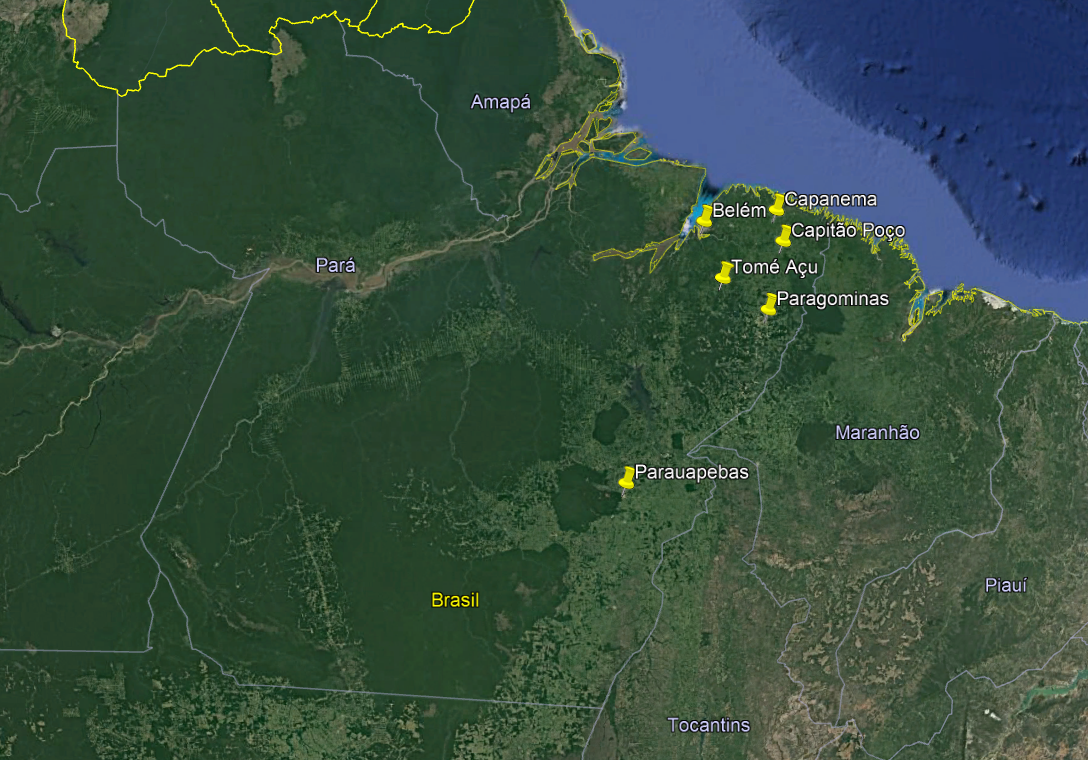 Amapá
Capanema
Belém
Capitão Poço
Pará
Tomé Açu
Paragominas
Maranhão
Parauapebas
Piauí
Brasil
Tocantins